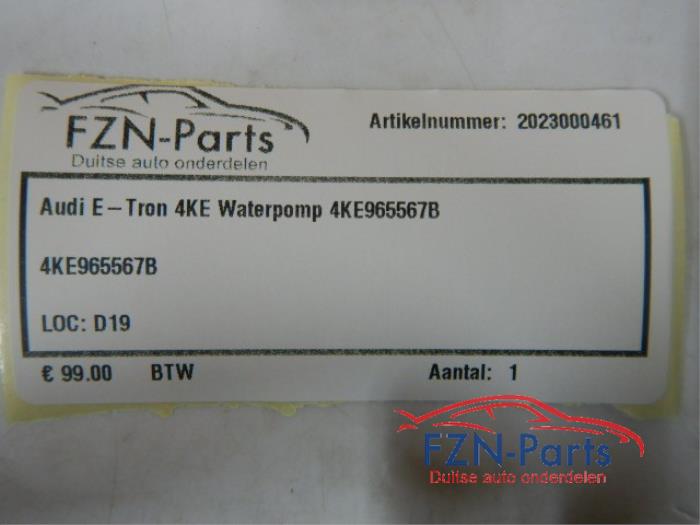 FZN-Parts
Duitse auto onderdelen
Artikelnummer: 2023000461
Audi E-Tron 4KE Waterpomp 4KE965567B
4KE965567B
LOC: D19
€ 99.00 BTW Aantal: 1
FZN-Parts
Duitse auto onderdelen